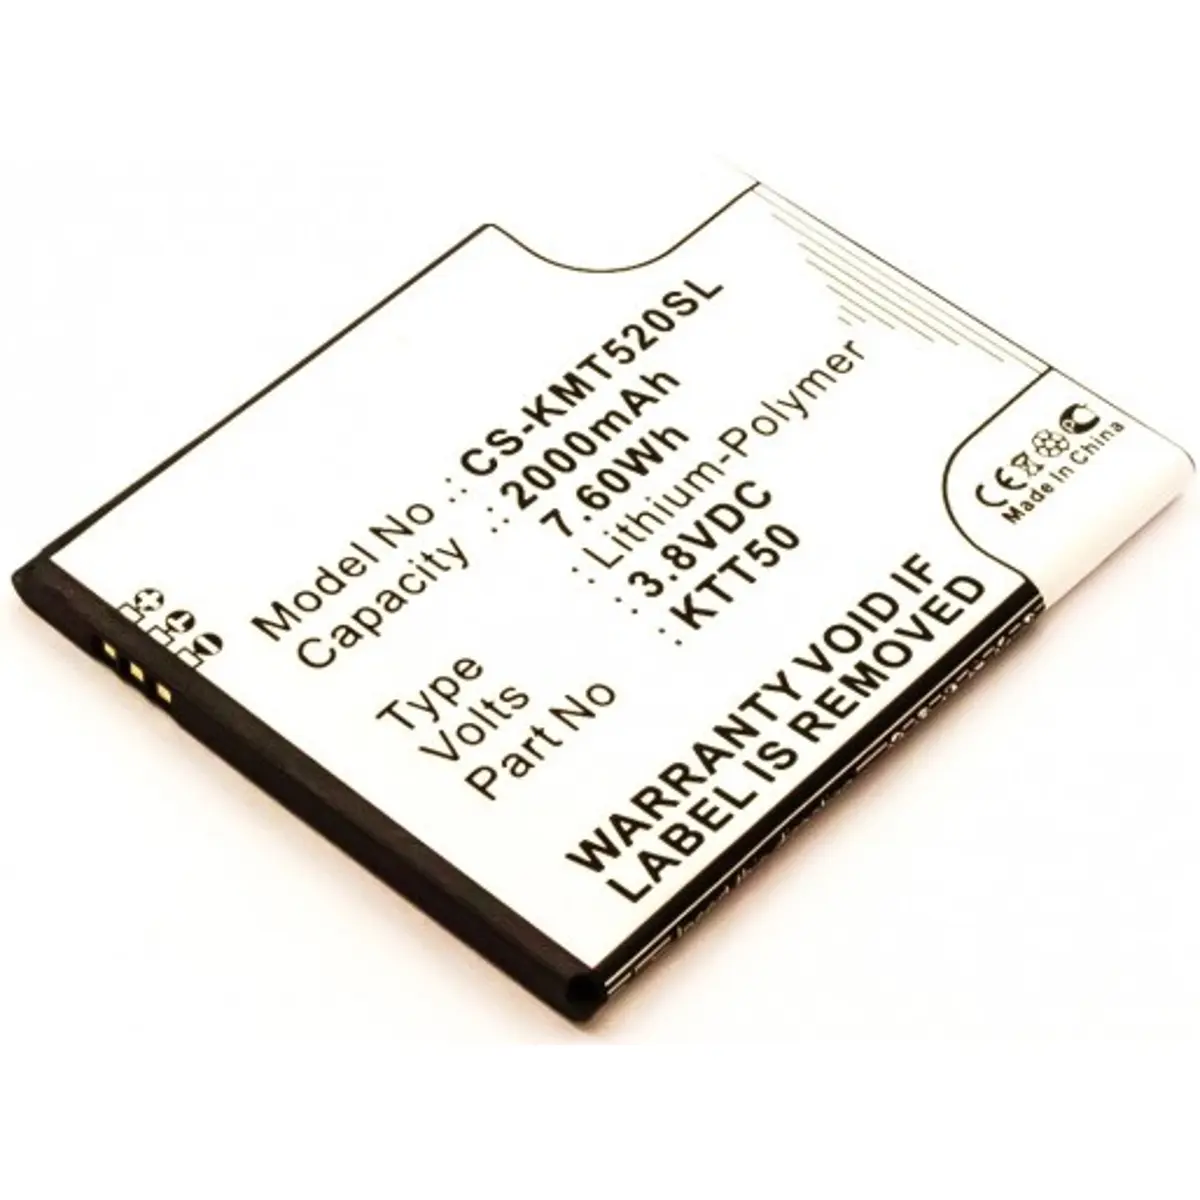 Model No : CS-KMT520SL
Capacity : 2000mAh
7.60Wh
Type : Lithium-Polymer
Volts : 3.8VDC
Part No : KTT50
WARRANTY VOID IF
LABEL IS REMOVED
CE
Made In China